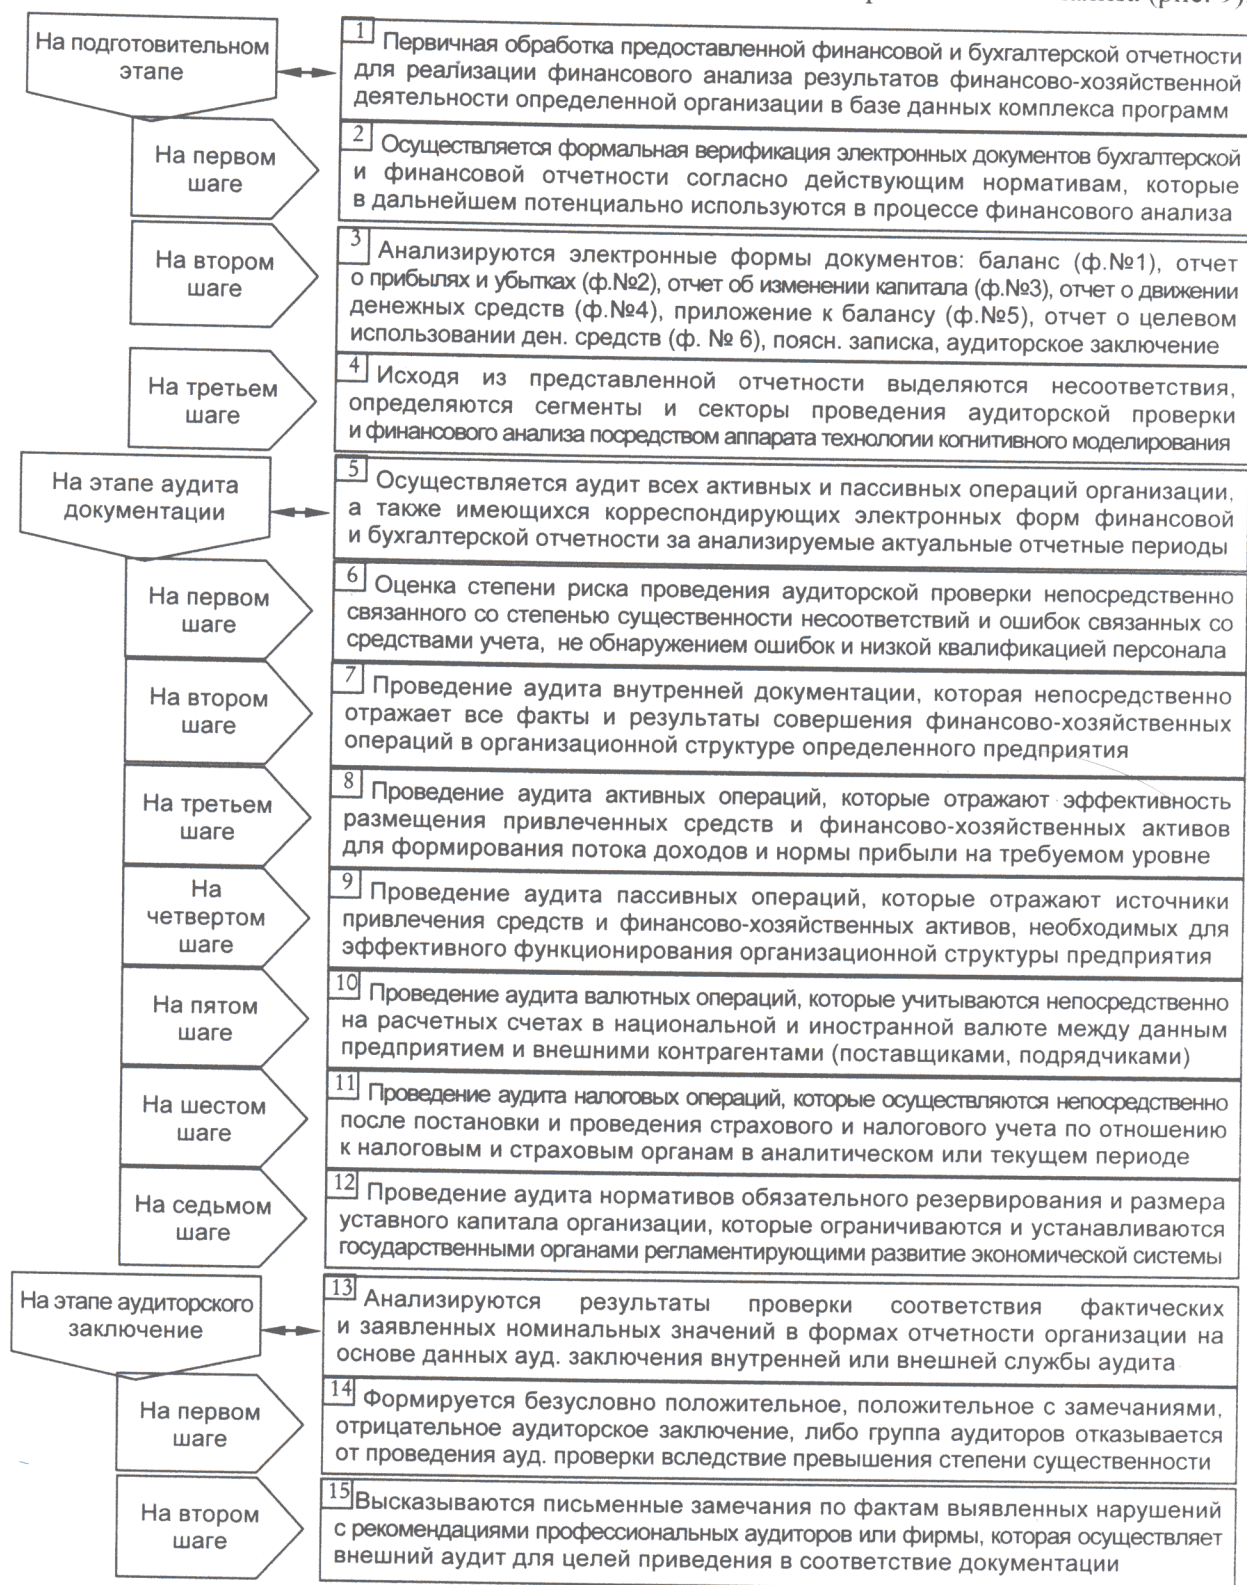 (рис. 9)
На подготовительном
этапе
1 Первичная обработка предоставленной финансовой и бухгалтерской отчетности
для реализации финансового анализа результатов финансово-хозяйственной
деятельности определенной организации в базе данных комплекса программ
На первом
шаге
2 Осуществляется формальная верификация электронных документов бухгалтерской
и финансовой отчетности согласно действующим нормативам, которые
в дальнейшем потенциально используются в процессе финансового анализа
На втором
шаге
3 Анализируются электронные формы документов: баланс (ф.№1), отчет
о прибылях и убытках (ф.№2), отчет об изменении капитала (ф.№3), отчет о движении
денежных средств (ф.№4), приложение к балансу (ф.№5), отчет о целевом
использовании ден. средств (ф. № 6), поясн. записка, аудиторское заключение
На третьем
шаге
4 Исходя из представленной отчетности выделяются несоответствия,
определяются сегменты и секторы проведения аудиторской проверки
и финансового анализа посредством аппарата технологии когнитивного моделирования
На этапе аудита
документации
5 Осуществляется аудит всех активных и пассивных операций организации,
а также имеющихся корреспондирующих электронных форм финансовой
и бухгалтерской отчетности за анализируемые актуальные отчетные периоды
На первом
шаге
6 Оценка степени риска проведения аудиторской проверки непосредственно
связанного со степенью существенности несоответствий и ошибок связанных со
средствами учета, не обнаружением ошибок и низкой квалификацией персонала
На втором
шаге
7 Проведение аудита внутренней документации, которая непосредственно
отражает все факты и результаты совершения финансово-хозяйственных
операций в организационной структуре определенного предприятия
На третьем
шаге
8 Проведение аудита активных операций, которые отражают эффективность
размещения привлеченных средств и финансово-хозяйственных активов
для формирования потока доходов и нормы прибыли на требуемом уровне
На
четвертом
шаге
9 Проведение аудита пассивных операций, которые отражают источники
привлечения средств и финансово-хозяйственных активов, необходимых для
эффективного функционирования организационной структуры предприятия
На пятом
шаге
10 Проведение аудита валютных операций, которые учитываются непосредственно
на расчетных счетах в национальной и иностранной валюте между данным
предприятием и внешними контрагентами (поставщиками, подрядчиками)
На шестом
шаге
11 Проведение аудита налоговых операций, которые осуществляются непосредственно
после постановки и проведения страхового и налогового учета по отношению
к налоговым и страховым органам в аналитическом или текущем периоде
На седьмом
шаге
12 Проведение аудита нормативов обязательного резервирования и размера
уставного капитала организации, которые ограничиваются и устанавливаются
государственными органами регламентирующими развитие экономической системы
На этапе аудиторского
заключение
13 Анализируются результаты проверки соответствия фактических
и заявленных номинальных значений в формах отчетности организации на
основе данных ауд. заключения внутренней или внешней службы аудита
На первом
шаге
14 Формируется безусловно положительное, положительное с замечаниями,
отрицательное аудиторское заключение, либо группа аудиторов отказывается
от проведения ауд. проверки вследствие превышения степени существенности
На втором
шаге
15 Высказываются письменные замечания по фактам выявленных нарушений
с рекомендациями профессиональных аудиторов или фирмы, которая осуществляет
внешний аудит для целей приведения в соответствие документации